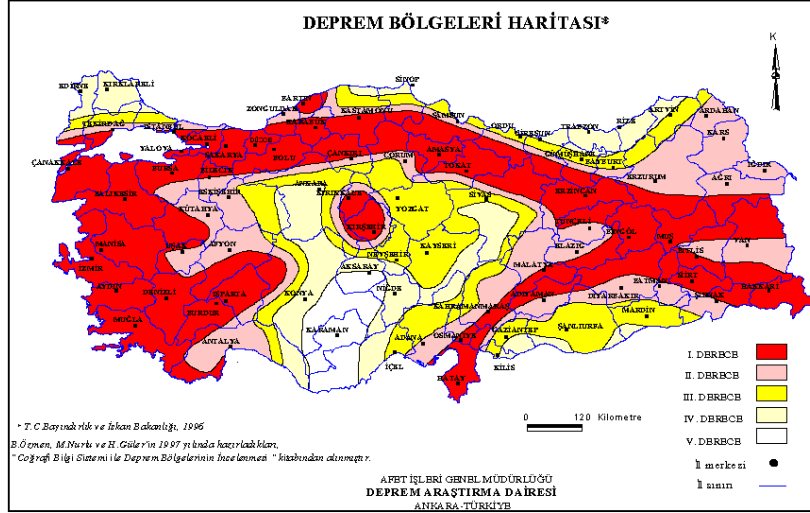 DEPREM BÖLGELERİ HARİTASI*
K
SİNOP
EDİRNE
KIRKLARELİ
BARTIN
ZONGULDAK
KASTAMONU
KARABÜK
SAMSUN
ARTVİN
ARDAHAN
RİZE
TEKİRDAĞ
İSTANBUL
KOCAELİ
DÜZCE
ORDU
GİRESUN
TRABZON
KARS
YALOVA
SAKARYA
BOLU
ÇANKIRI
ÇORUM
AMASYA
TOKAT
GÜMÜŞHANE
BAYBURT
ÇANAKKALE
BURSA
BİLECİK
ERZURUM
AĞRI
IĞDIR
BALIKESİR
ESKİŞEHİR
ANKARA
KIRIKKALE
YOZGAT
SİVAS
ERZİNCAN
KÜTAHYA
KIRŞEHİR
TUNCELİ
BİNGÖL
MUŞ
MANİSA
UŞAK
AFYON
KAYSERİ
ELAZIĞ
BİTLİS
VAN
İZMİR
NEVŞEHİR
AKSARAY
MALATYA
AYDIN
DENİZLİ
ISPARTA
KONYA
NİĞDE
ADIYAMAN
DİYARBAKIR
BATMAN
SİİRT
HAKKARİ
ŞIRNAK
BURDUR
KAHRAMANMARAŞ
MARDİN
MUĞLA
KARAMAN
GAZİANTEP
ŞANLIURFA
ANTALYA
ADANA
OSMANİYE
İÇEL
KİLİS
HATAY
I. DERECE
II. DERECE
III. DERECE
IV. DERECE
V. DERECE
İl merkezi
İl sınırı
0 120 Kilometre
* T.C Bayındırlık ve İskan Bakanlığı, 1996
B.Özmen, M.Nurlu ve H.Güler'in 1997 yılında hazırladıkları,
"Coğrafi Bilgi Sistemi ile Deprem Bölgelerinin İncelenmesi" kitabından alınmıştır.
AFET İŞLERİ GENEL MÜDÜRLÜĞÜ
DEPREM ARAŞTIRMA DAİRESİ
ANKARA-TÜRKİYE